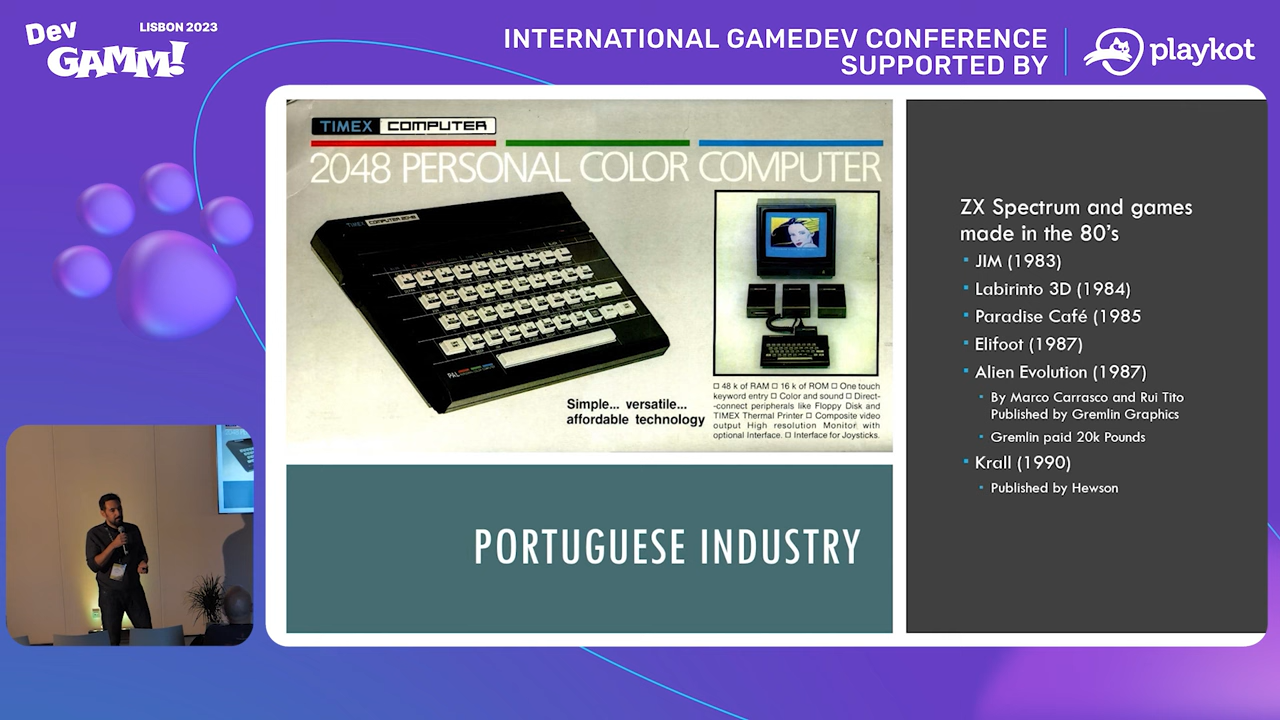 Dev
GAMM!
LISBON 2023
INTERNATIONAL GAMEDEV CONFERENCE
SUPPORTED BY
playkot
TIMEX COMPUTER
2048 PERSONAL COLOR COMPUTER
PAL
Simple... versatile...
affordable technology
□ 48 k of RAM □ 16 k of ROM □ One touch
keyword entry □ Color and sound □ Direct-
-connect peripherals like Floppy Disk and
TIMEX Thermal Printer □ Composite video
output High resolution Monitor with
optional Interface. □ Interface for Joysticks.
PORTUGUESE INDUSTRY
ZX Spectrum and games
made in the 80's
▪ JIM (1983)
▪ Labirinto 3D (1984)
▪ Paradise Café (1985
▪ Elifoot (1987)
▪ Alien Evolution (1987)
▪ By Marco Carrasco and Rui Tito
Published by Gremlin Graphics
▪ Gremlin paid 20k Pounds
▪ Krall (1990)
▪ Published by Hewson